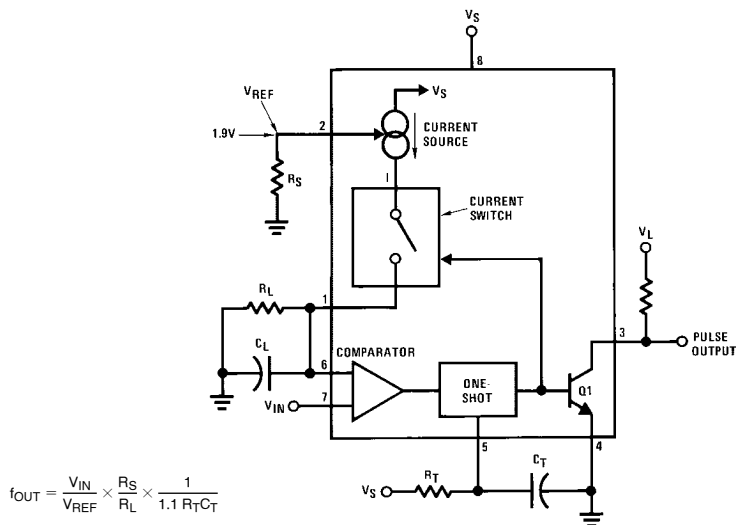 VS
8
VREF
VS
1.9V
2
CURRENT
SOURCE
RS
I
CURRENT
SWITCH
VL
RL
1
3
PULSE
OUTPUT
CL
6
COMPARATOR
ONE-
SHOT
Q1
VIN
7
5
4
VS
RT
CT
fOUT = VIN/VREF × RS/RL × 1/1.1 RTCT